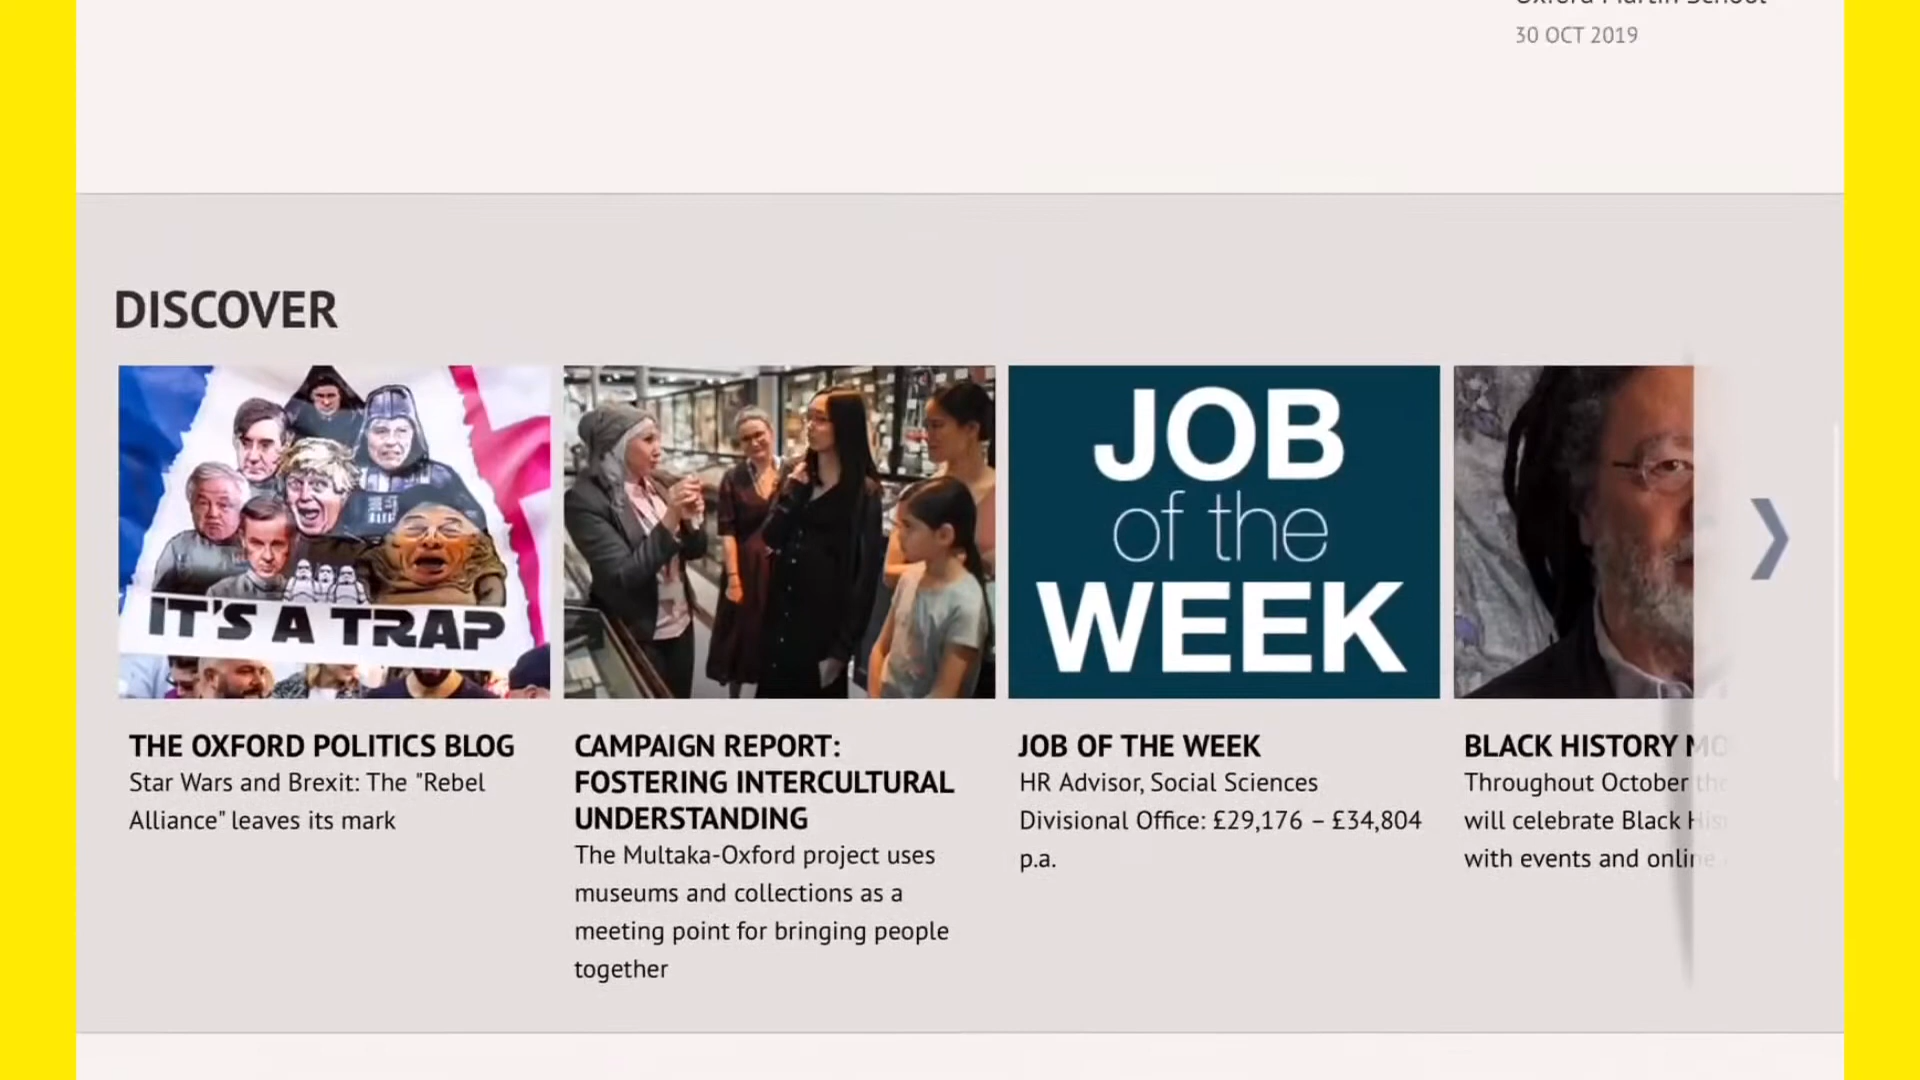 30 OCT 2019
DISCOVER
IT'S A TRAP
JOB
of the
WEEK
THE OXFORD POLITICS BLOG
Star Wars and Brexit: The "Rebel
Alliance" leaves its mark
CAMPAIGN REPORT:
FOSTERING INTERCULTURAL
UNDERSTANDING
The Multaka-Oxford project uses
museums and collections as a
meeting point for bringing people
together
JOB OF THE WEEK
HR Advisor, Social Sciences
Divisional Office: £29,176 – £34,804
p.a.
BLACK HISTORY
Throughout October
will celebrate Black
with events and online